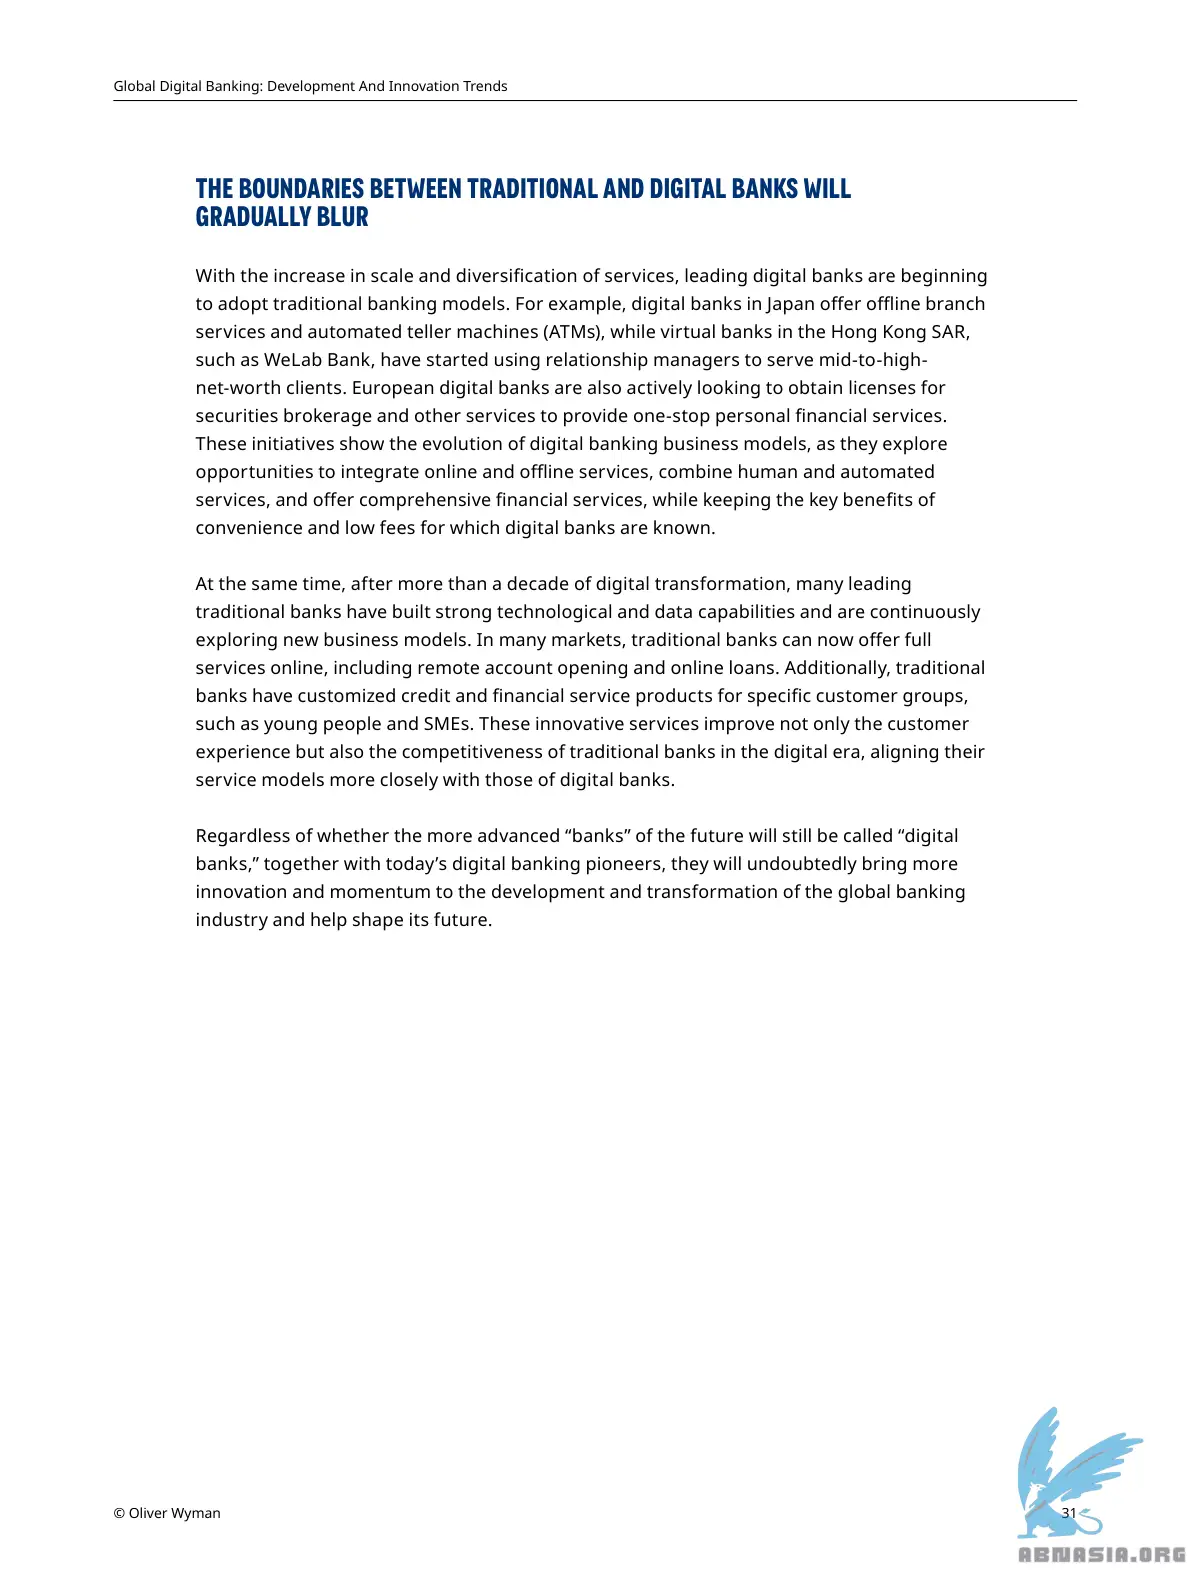 Global Digital Banking: Development And Innovation Trends
THE BOUNDARIES BETWEEN TRADITIONAL AND DIGITAL BANKS WILL
GRADUALLY BLUR
With the increase in scale and diversification of services, leading digital banks are beginning
to adopt traditional banking models. For example, digital banks in Japan offer offline branch
services and automated teller machines (ATMs), while virtual banks in the Hong Kong SAR,
such as WeLab Bank, have started using relationship managers to serve mid-to-high-
net-worth clients. European digital banks are also actively looking to obtain licenses for
securities brokerage and other services to provide one-stop personal financial services.
These initiatives show the evolution of digital banking business models, as they explore
opportunities to integrate online and offline services, combine human and automated
services, and offer comprehensive financial services, while keeping the key benefits of
convenience and low fees for which digital banks are known.
At the same time, after more than a decade of digital transformation, many leading
traditional banks have built strong technological and data capabilities and are continuously
exploring new business models. In many markets, traditional banks can now offer full
services online, including remote account opening and online loans. Additionally, traditional
banks have customized credit and financial service products for specific customer groups,
such as young people and SMEs. These innovative services improve not only the customer
experience but also the competitiveness of traditional banks in the digital era, aligning their
service models more closely with those of digital banks.
Regardless of whether the more advanced “banks” of the future will still be called “digital
banks,” together with today’s digital banking pioneers, they will undoubtedly bring more
innovation and momentum to the development and transformation of the global banking
industry and help shape its future.
© Oliver Wyman
31
ABNASIA.ORG